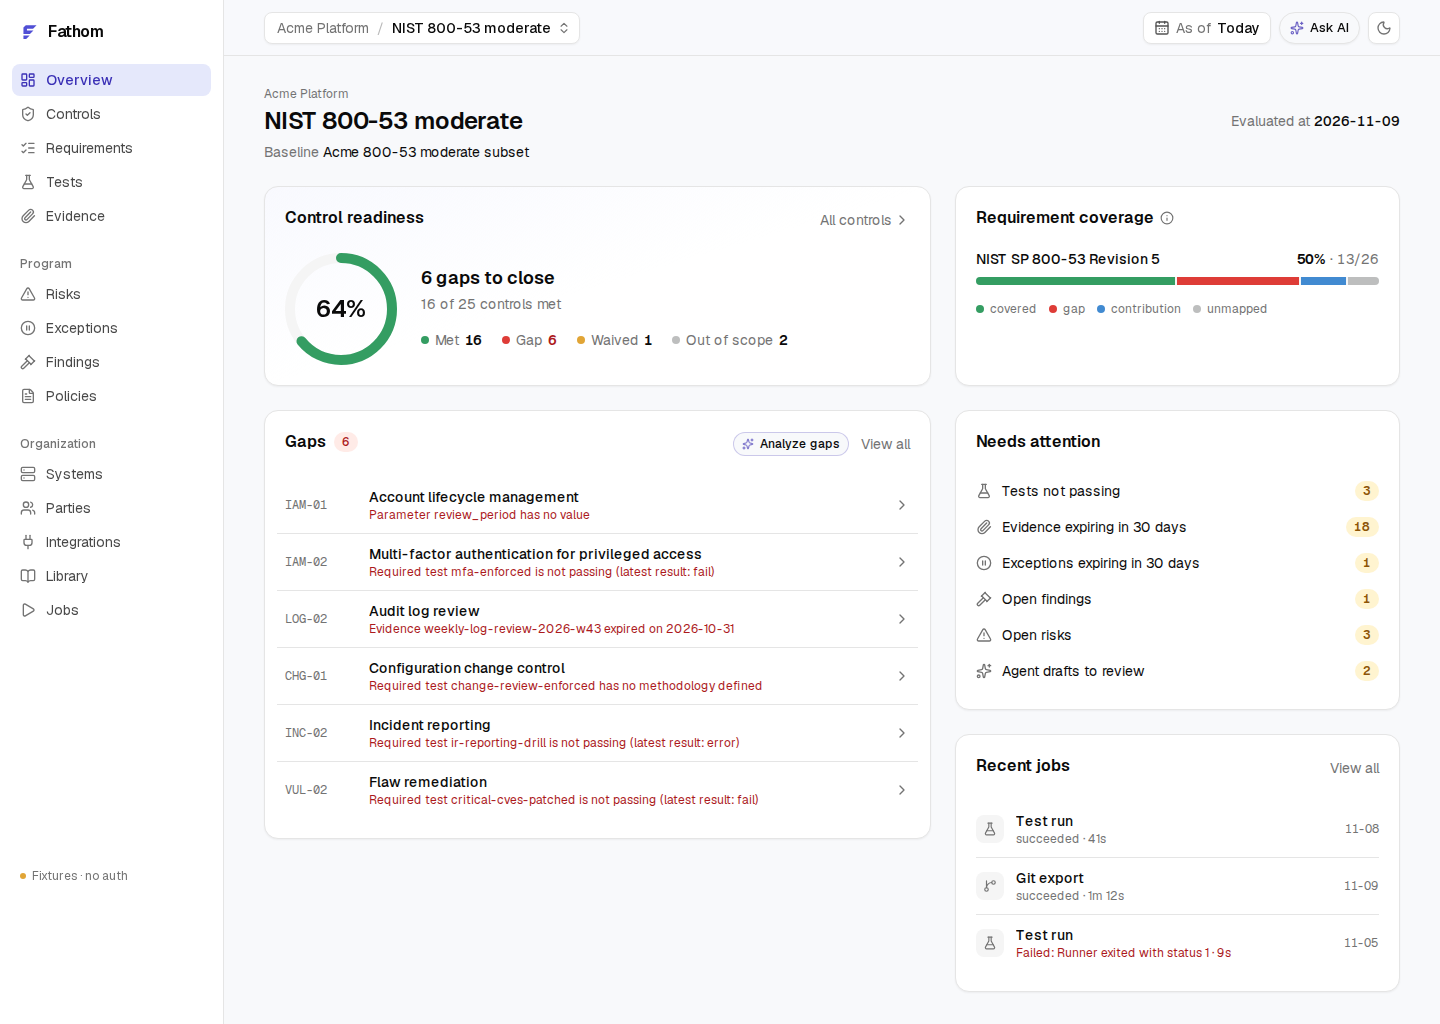 Fathom
Overview
Controls
Requirements
Tests
Evidence
Program
Risks
Exceptions
Findings
Policies
Organization
Systems
Parties
Integrations
Library
Jobs
Fixtures · no auth
Acme Platform / NIST 800-53 moderate
As of Today
Ask AI
Acme Platform
NIST 800-53 moderate
Evaluated at 2026-11-09
Baseline Acme 800-53 moderate subset
Control readiness
All controls
64%
6 gaps to close
16 of 25 controls met
Met 16 Gap 6 Waived 1 Out of scope 2
Requirement coverage
NIST SP 800-53 Revision 5 50% · 13/26
covered gap contribution unmapped
Gaps 6
Analyze gaps
View all
IAM-01 Account lifecycle management
Parameter review_period has no value
IAM-02 Multi-factor authentication for privileged access
Required test mfa-enforced is not passing (latest result: fail)
LOG-02 Audit log review
Evidence weekly-log-review-2026-w43 expired on 2026-10-31
CHG-01 Configuration change control
Required test change-review-enforced has no methodology defined
INC-02 Incident reporting
Required test ir-reporting-drill is not passing (latest result: error)
VUL-02 Flaw remediation
Required test critical-cves-patched is not passing (latest result: fail)
Needs attention
Tests not passing 3
Evidence expiring in 30 days 18
Exceptions expiring in 30 days 1
Open findings 1
Open risks 3
Agent drafts to review 2
Recent jobs
View all
Test run
succeeded · 41s
11-08
Git export
succeeded · 1m 12s
11-09
Test run
Failed: Runner exited with status 1 · 9s
11-05